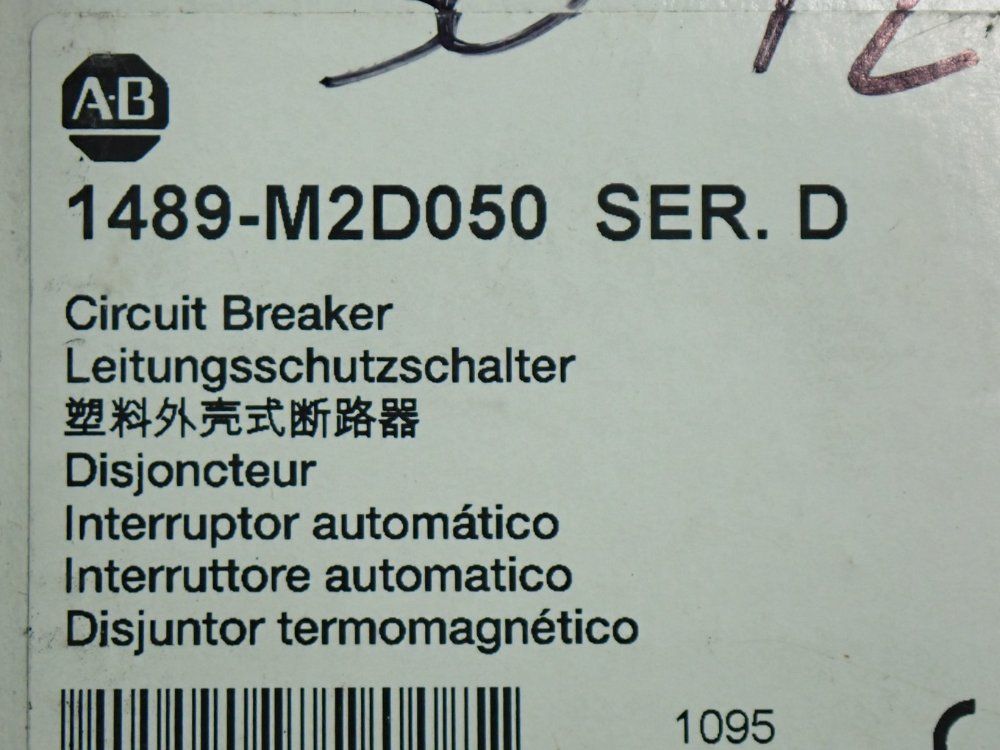 A-B
1489-M2D050 SER. D
Circuit Breaker
Leitungsschutzschalter
塑料外壳式断路器
Disjoncteur
Interruptor automático
Interruttore automatico
Disjuntor termomagnético
1095